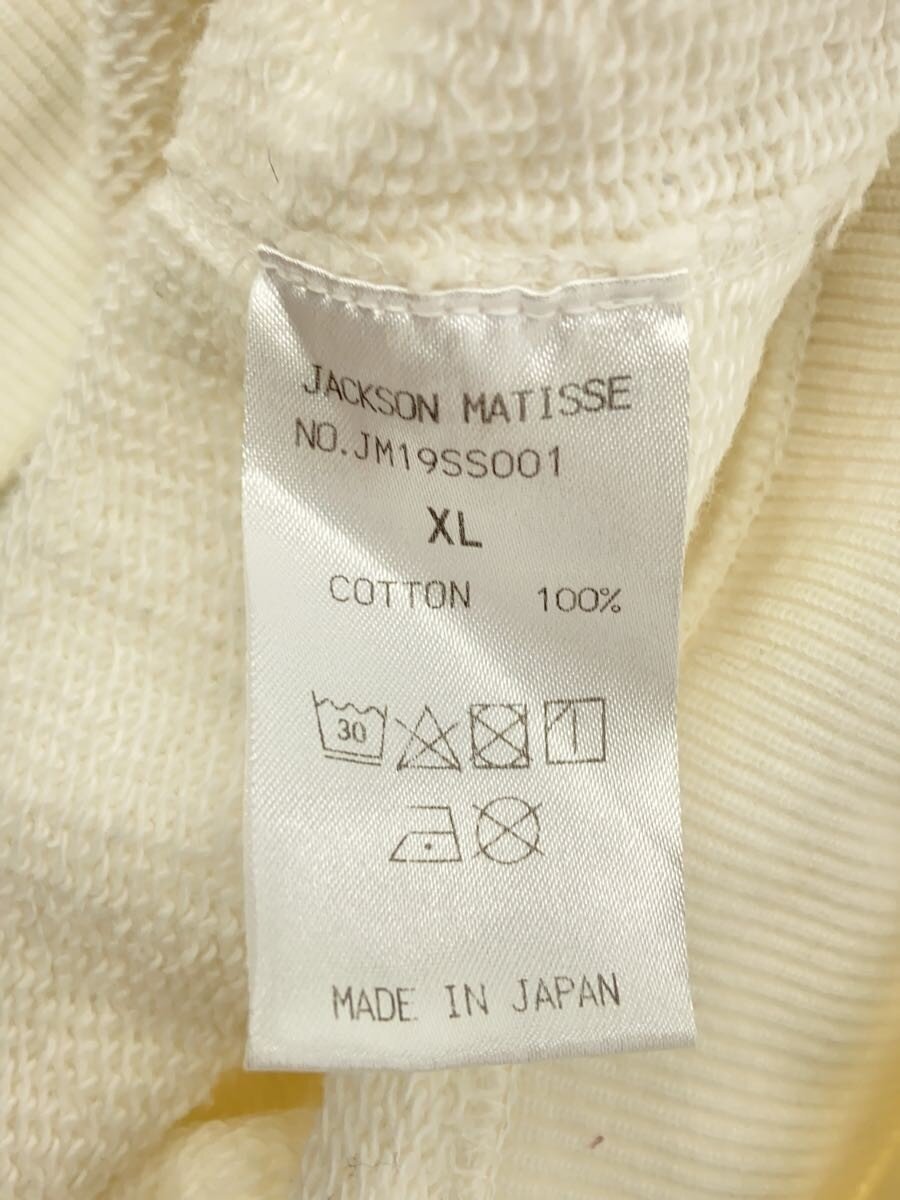 JACKSON MATISSE
NO.JM19SS001
XL
COTTON 100%
30
MADE IN JAPAN